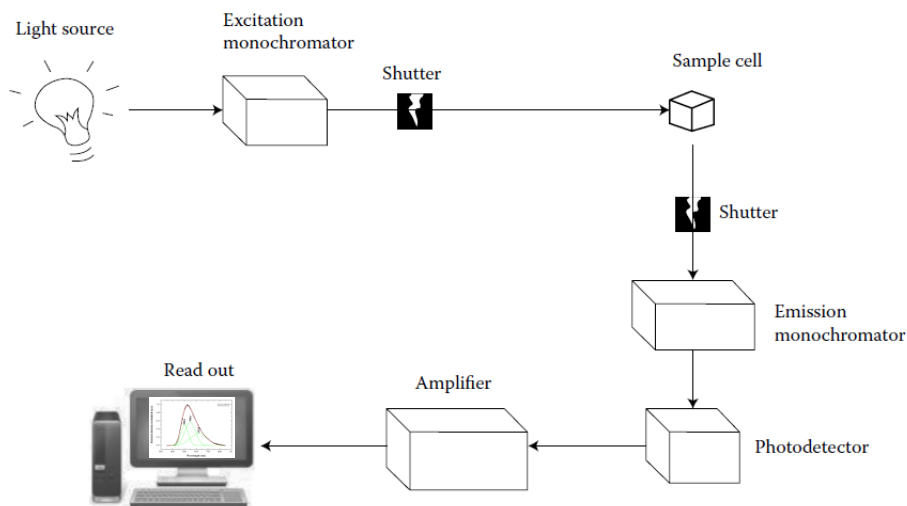 Light source
Excitation
monochromator
Shutter
Sample cell
Shutter
Emission
monochromator
Photodetector
Amplifier
Read out